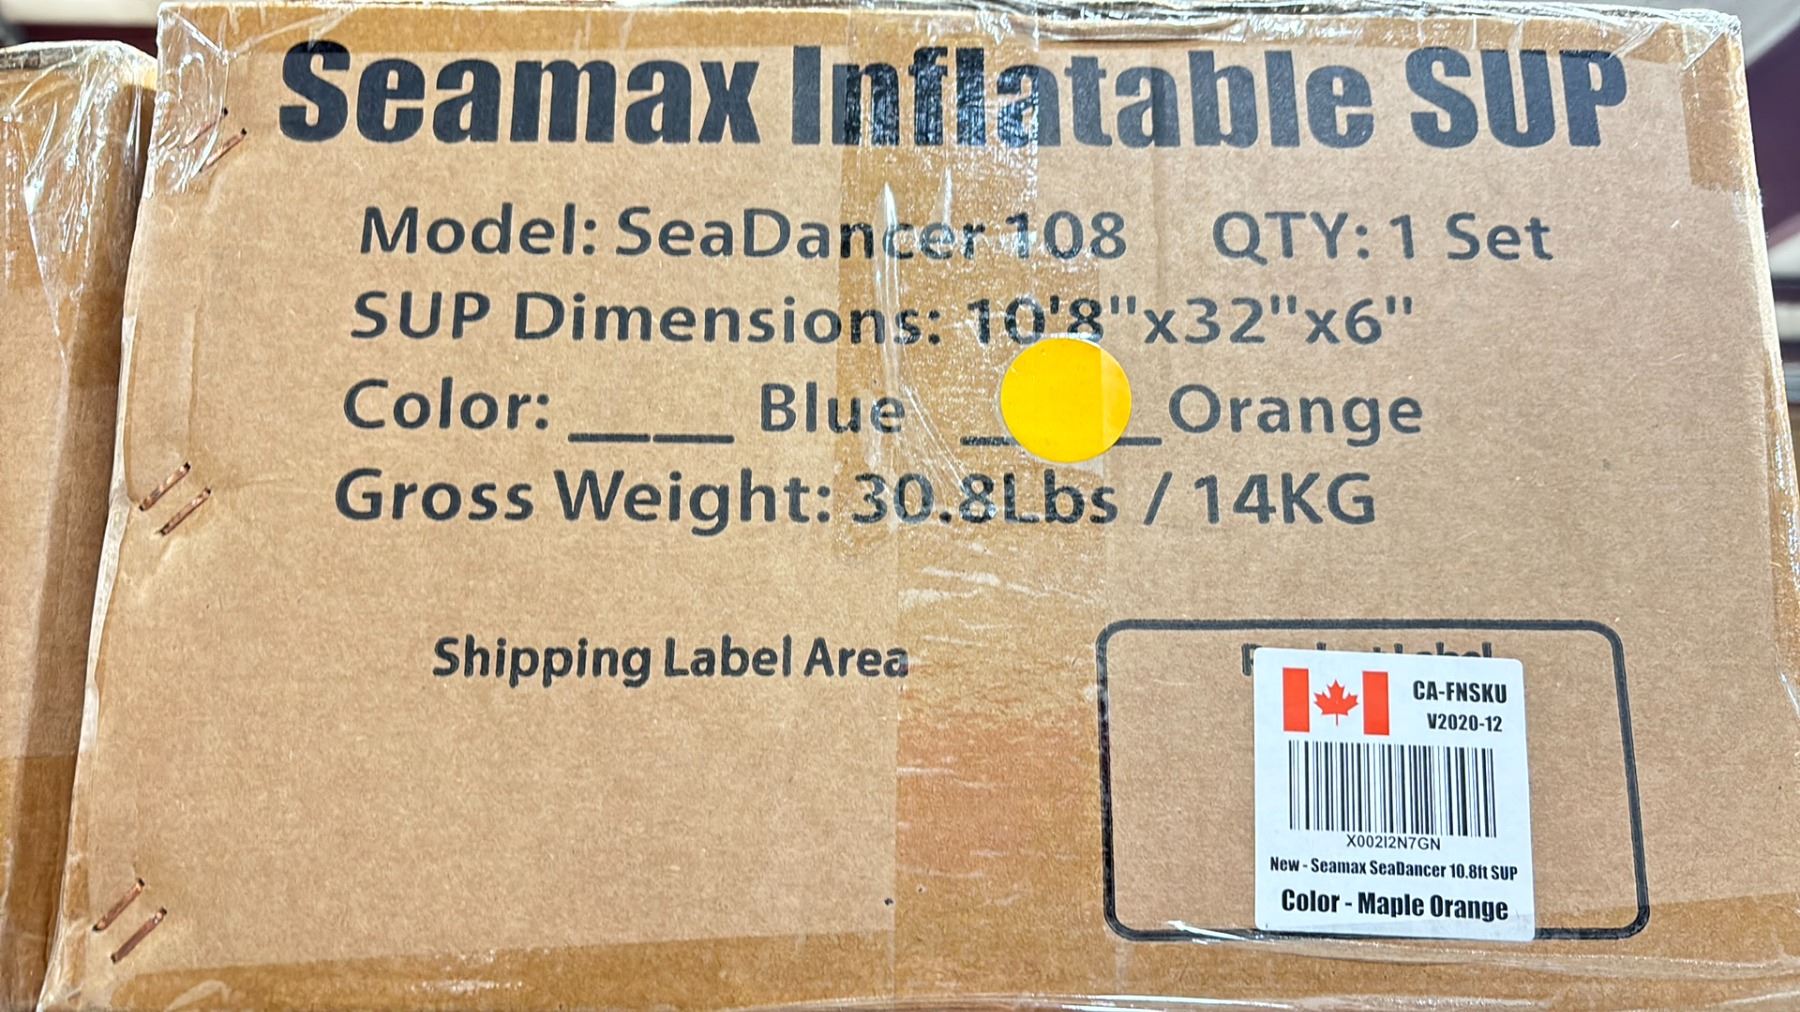 Seamax Inflatable SUP
Model: SeaDancer 108 QTY: 1 Set
SUP Dimensions: 10'8"x32"x6"
Color: ____ Blue ____Orange
Gross Weight: 30.8Lbs / 14KG
Shipping Label Area
Label
CA-FNSKU
V2020-12
X002I2N7GN
New - Seamax SeaDancer 10.8ft SUP
Color - Maple Orange